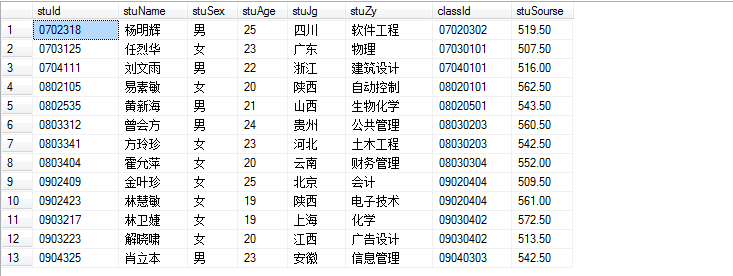 stuId stuName stuSex stuAge stuJg stuZy classId stuSourse
1 0702318 杨明辉 男 25 四川 软件工程 07020302 519.50
2 0703125 任烈华 女 23 广东 物理 07030101 507.50
3 0704111 刘文雨 男 22 浙江 建筑设计 07040101 516.00
4 0802105 易素敏 女 20 陕西 自动控制 08020101 562.50
5 0802535 黄新海 男 21 山西 生物化学 08020501 543.50
6 0803312 曾会方 男 24 贵州 公共管理 08030203 560.50
7 0803341 方玲珍 女 23 河北 土木工程 08030103 542.50
8 0803404 霍允萍 女 20 云南 财务管理 08030304 552.00
9 0902409 金叶珍 女 25 北京 会计 09020404 509.50
10 0902423 林慧敏 女 19 陕西 电子技术 09020404 561.00
11 0903217 林卫婕 女 19 上海 化学 09030402 572.50
12 0903223 解晓啸 女 20 江西 广告设计 09030402 513.50
13 0904325 肖立本 男 23 安徽 信息管理 09040303 542.50